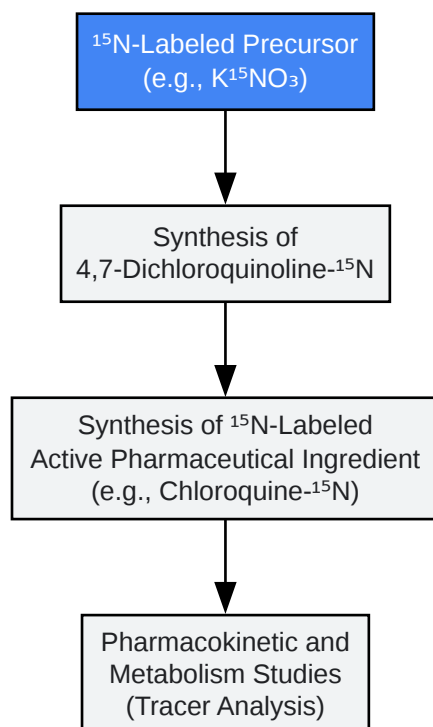 ¹⁵N-Labeled Precursor
(e.g., K¹⁵NO₃)
Synthesis of
4,7-Dichloroquinoline-¹⁵N
Synthesis of ¹⁵N-Labeled
Active Pharmaceutical Ingredient
(e.g., Chloroquine-¹⁵N)
Pharmacokinetic and
Metabolism Studies
(Tracer Analysis)